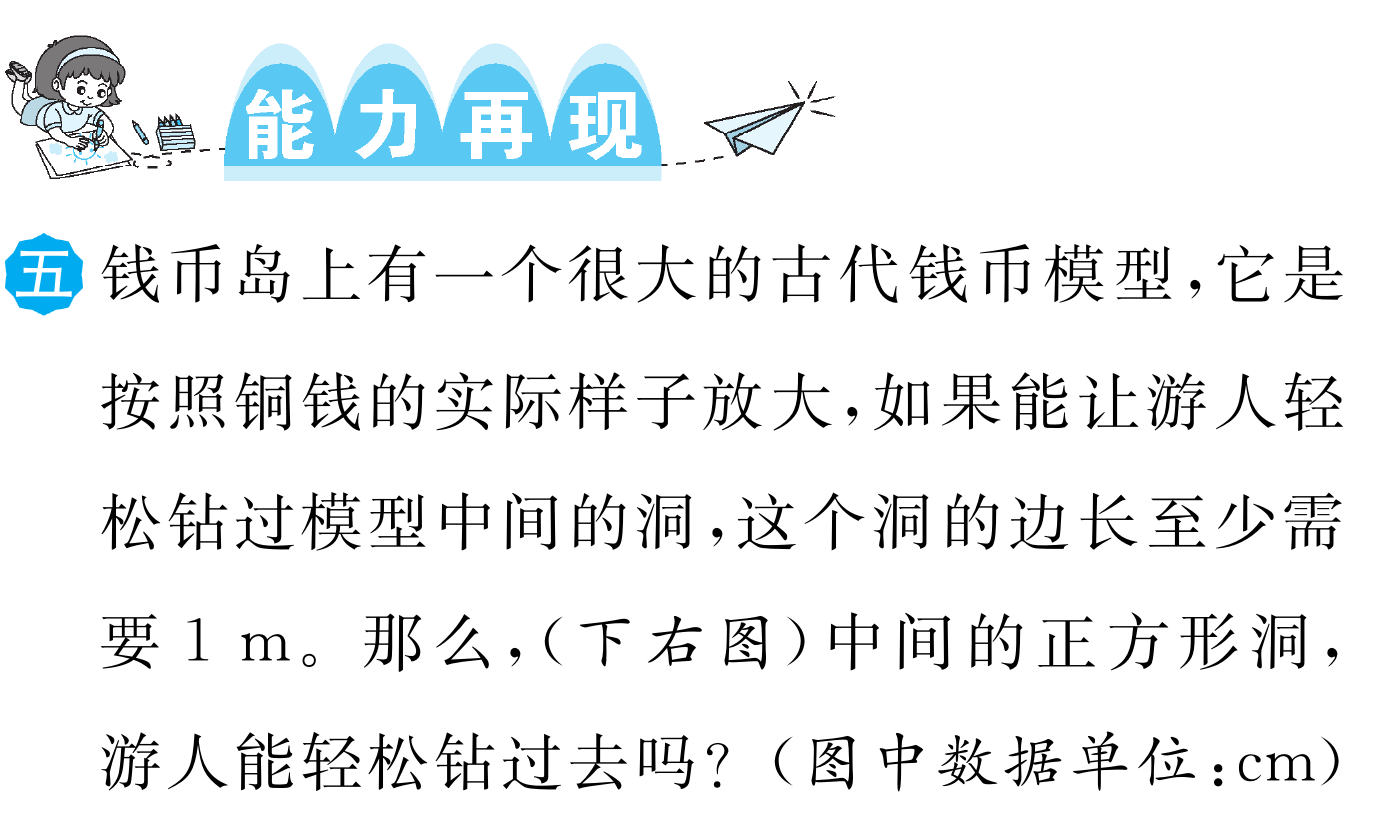 能力再现
五 钱币岛上有一个很大的古代钱币模型,它是
按照铜钱的实际样子放大,如果能让游人轻
松钻过模型中间的洞,这个洞的边长至少需
要 1 m。那么,(下右图)中间的正方形洞,
游人能轻松钻过去吗?(图中数据单位:cm)